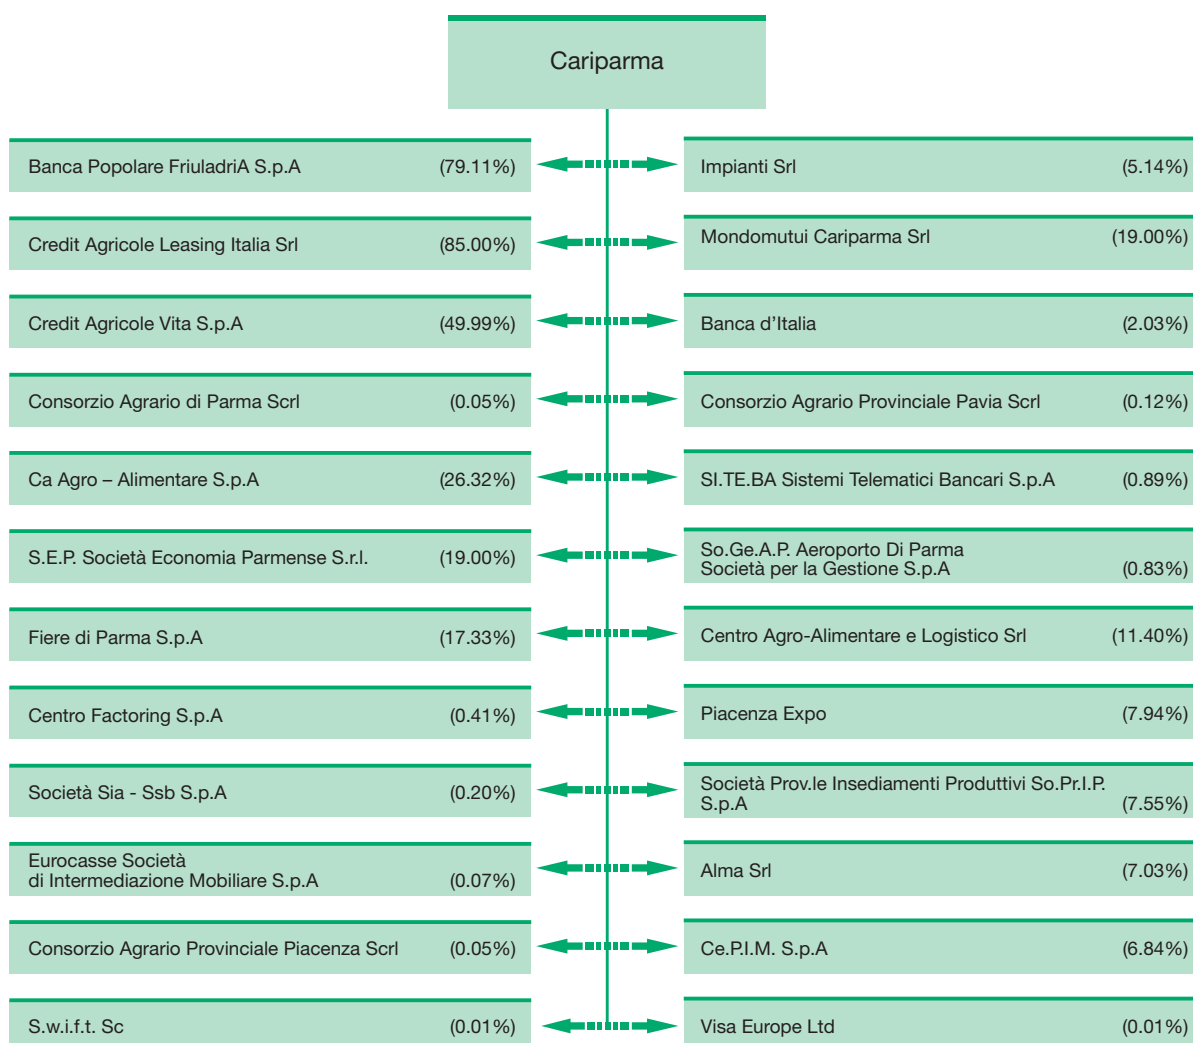 Cariparma
Banca Popolare FriuladriA S.p.A (79.11%)
Impianti Srl (5.14%)
Credit Agricole Leasing Italia Srl (85.00%)
Mondomutui Cariparma Srl (19.00%)
Credit Agricole Vita S.p.A (49.99%)
Banca d'Italia (2.03%)
Consorzio Agrario di Parma Scrl (0.05%)
Consorzio Agrario Provinciale Pavia Scrl (0.12%)
Ca Agro – Alimentare S.p.A (26.32%)
SI.TE.BA Sistemi Telematici Bancari S.p.A (0.89%)
S.E.P. Società Economia Parmense S.r.l. (19.00%)
So.Ge.A.P. Aeroporto Di Parma
Società per la Gestione S.p.A (0.83%)
Fiere di Parma S.p.A (17.33%)
Centro Agro-Alimentare e Logistico Srl (11.40%)
Centro Factoring S.p.A (0.41%)
Piacenza Expo (7.94%)
Società Sia - Ssb S.p.A (0.20%)
Società Prov.le Insediamenti Produttivi So.Pr.I.P.
S.p.A (7.55%)
Eurocasse Società
di Intermediazione Mobiliare S.p.A (0.07%)
Alma Srl (7.03%)
Consorzio Agrario Provinciale Piacenza Scrl (0.05%)
Ce.P.I.M. S.p.A (6.84%)
S.w.i.f.t. Sc (0.01%)
Visa Europe Ltd (0.01%)